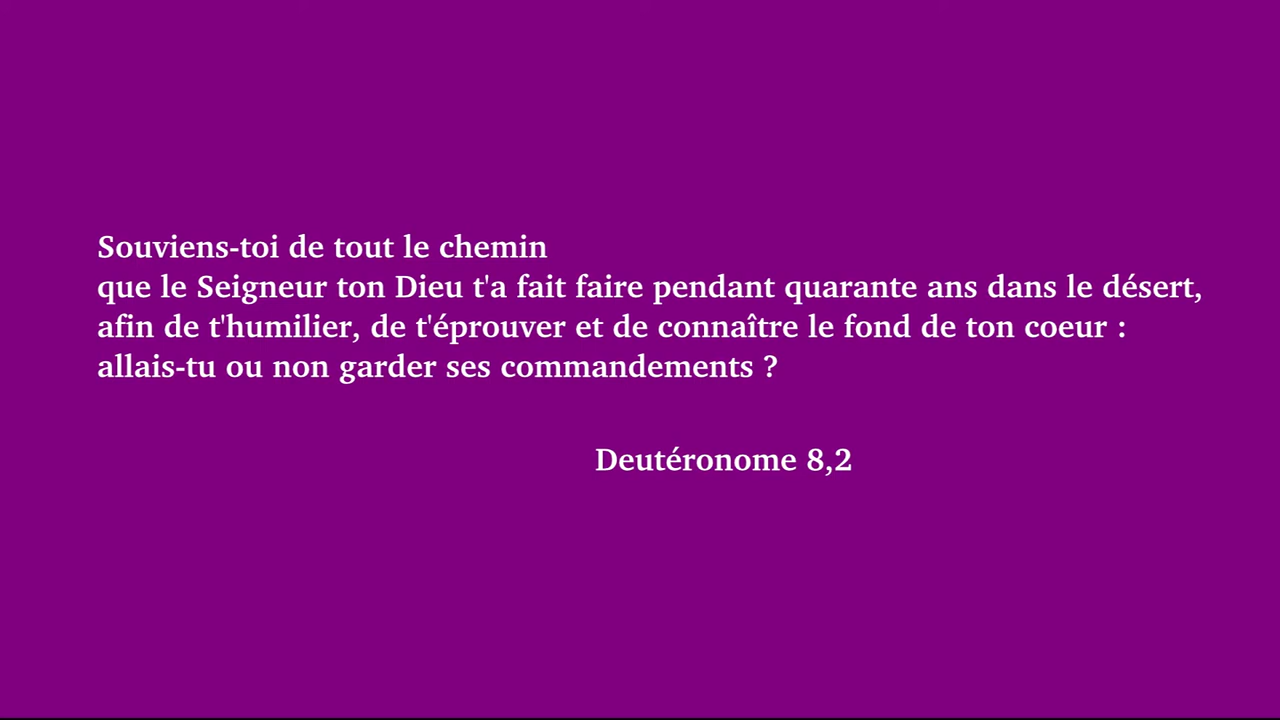 Souviens-toi de tout le chemin
que le Seigneur ton Dieu t'a fait faire pendant quarante ans dans le désert,
afin de t'humilier, de t'éprouver et de connaître le fond de ton coeur :
allais-tu ou non garder ses commandements ?
Deutéronome 8,2